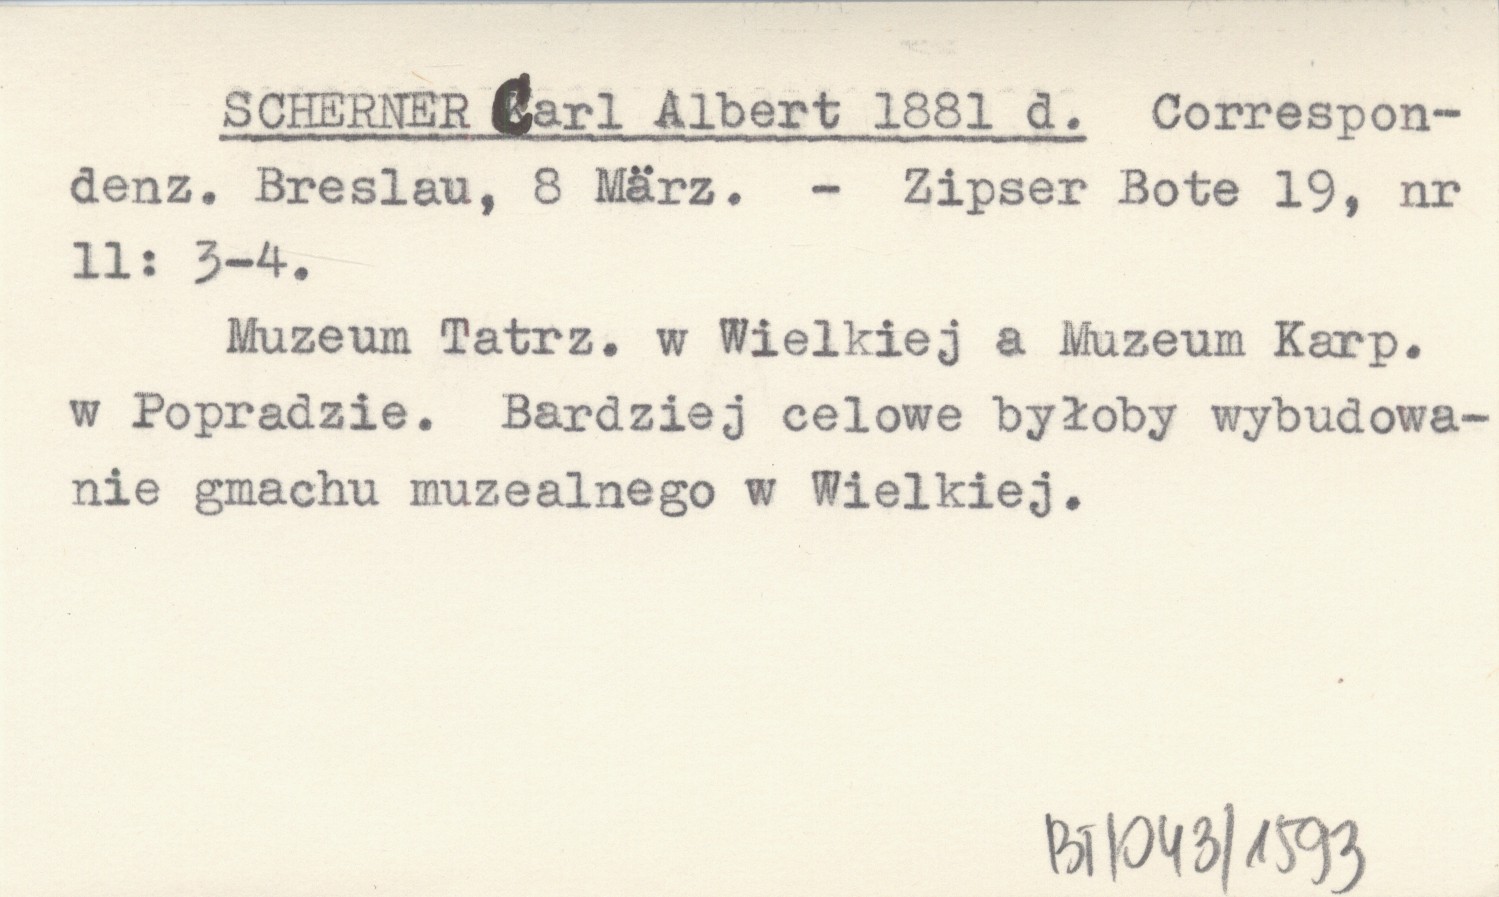 SCHERNER Carl Albert 1881 d. Correspon-
denz. Breslau, 8 März. - Zipser Bote 19, nr
11: 3-4.
Muzeum Tatrz. w Wielkiej a Muzeum Karp.
w Popradzie. Bardziej celowe byłoby wybudowa-
nie gmachu muzealnego w Wielkiej.
BT/043/1593